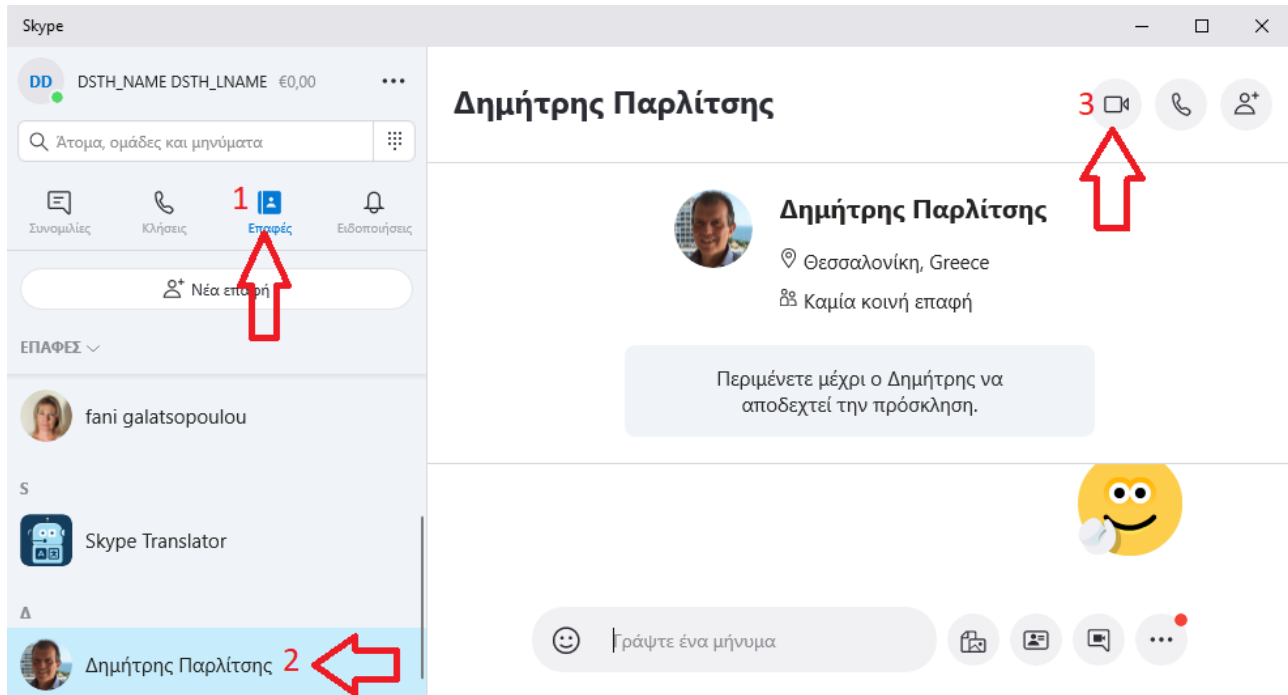 Skype
DD DSTH_NAME DSTH_LNAME €0,00
Άτομα, ομάδες και μηνύματα
Συνομιλίες Κλήσεις 1 Επαφές Ειδοποιήσεις
Νέα επαφή
ΕΠΑΦΕΣ
fani galatsopoulou
S
Skype Translator
Δ
Δημήτρης Παρλίτσης 2
Δημήτρης Παρλίτσης 3
Δημήτρης Παρλίτσης
Θεσσαλονίκη, Greece
Καμία κοινή επαφή
Περιμένετε μέχρι ο Δημήτρης να
αποδεχτεί την πρόσκληση.
Γράψτε ένα μήνυμα